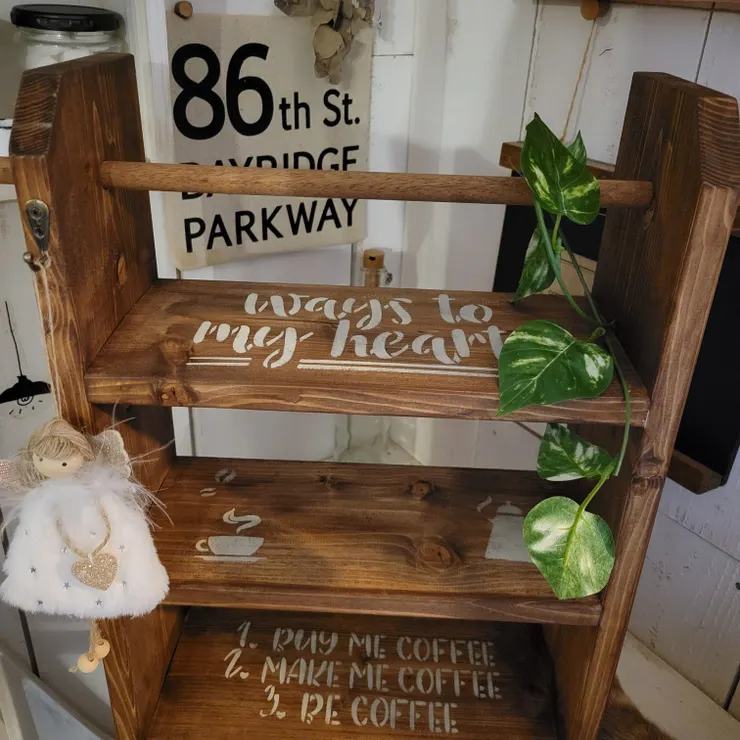 86th St.
BAYRIDGE
PARKWAY
ways to
my heart
1. BUY ME COFFEE
2. MAKE ME COFFEE
3. BE COFFEE